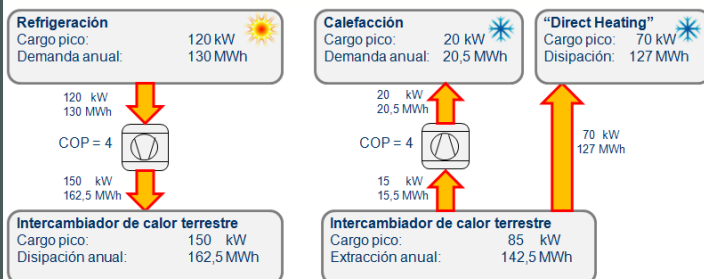 Refrigeración
Cargo pico: 120 kW
Demanda anual: 130 MWh
120 kW
130 MWh
COP = 4
150 kW
162,5 MWh
Intercambiador de calor terrestre
Cargo pico: 150 kW
Disipación anual: 162,5 MWh
Calefacción
Cargo pico: 20 kW
Demanda anual: 20,5 MWh
20 kW
20,5 MWh
COP = 4
15 kW
15,5 MWh
“Direct Heating”
Cargo pico: 70 kW
Disipación: 127 MWh
70 kW
127 MWh
Intercambiador de calor terrestre
Cargo pico: 85 kW
Extracción anual: 142,5 MWh